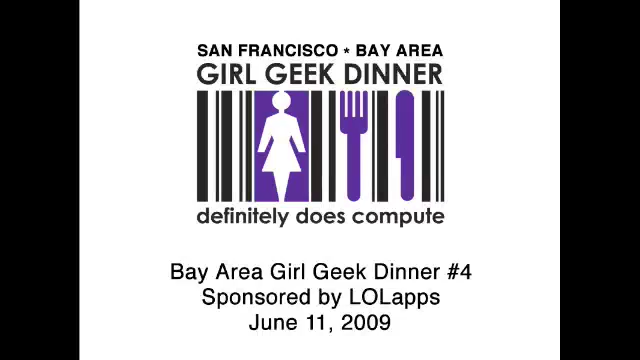 SAN FRANCISCO * BAY AREA
GIRL GEEK DINNER
definitely does compute
Bay Area Girl Geek Dinner #4
Sponsored by LOLapps
June 11, 2009